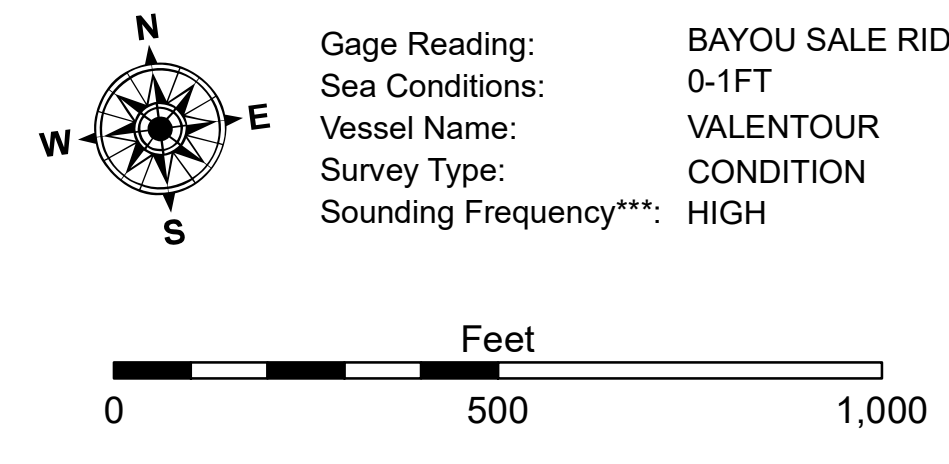 N
W
E
S
Gage Reading: BAYOU SALE RID
Sea Conditions: 0-1FT
Vessel Name: VALENTOUR
Survey Type: CONDITION
Sounding Frequency***: HIGH
Feet
0 500 1,000